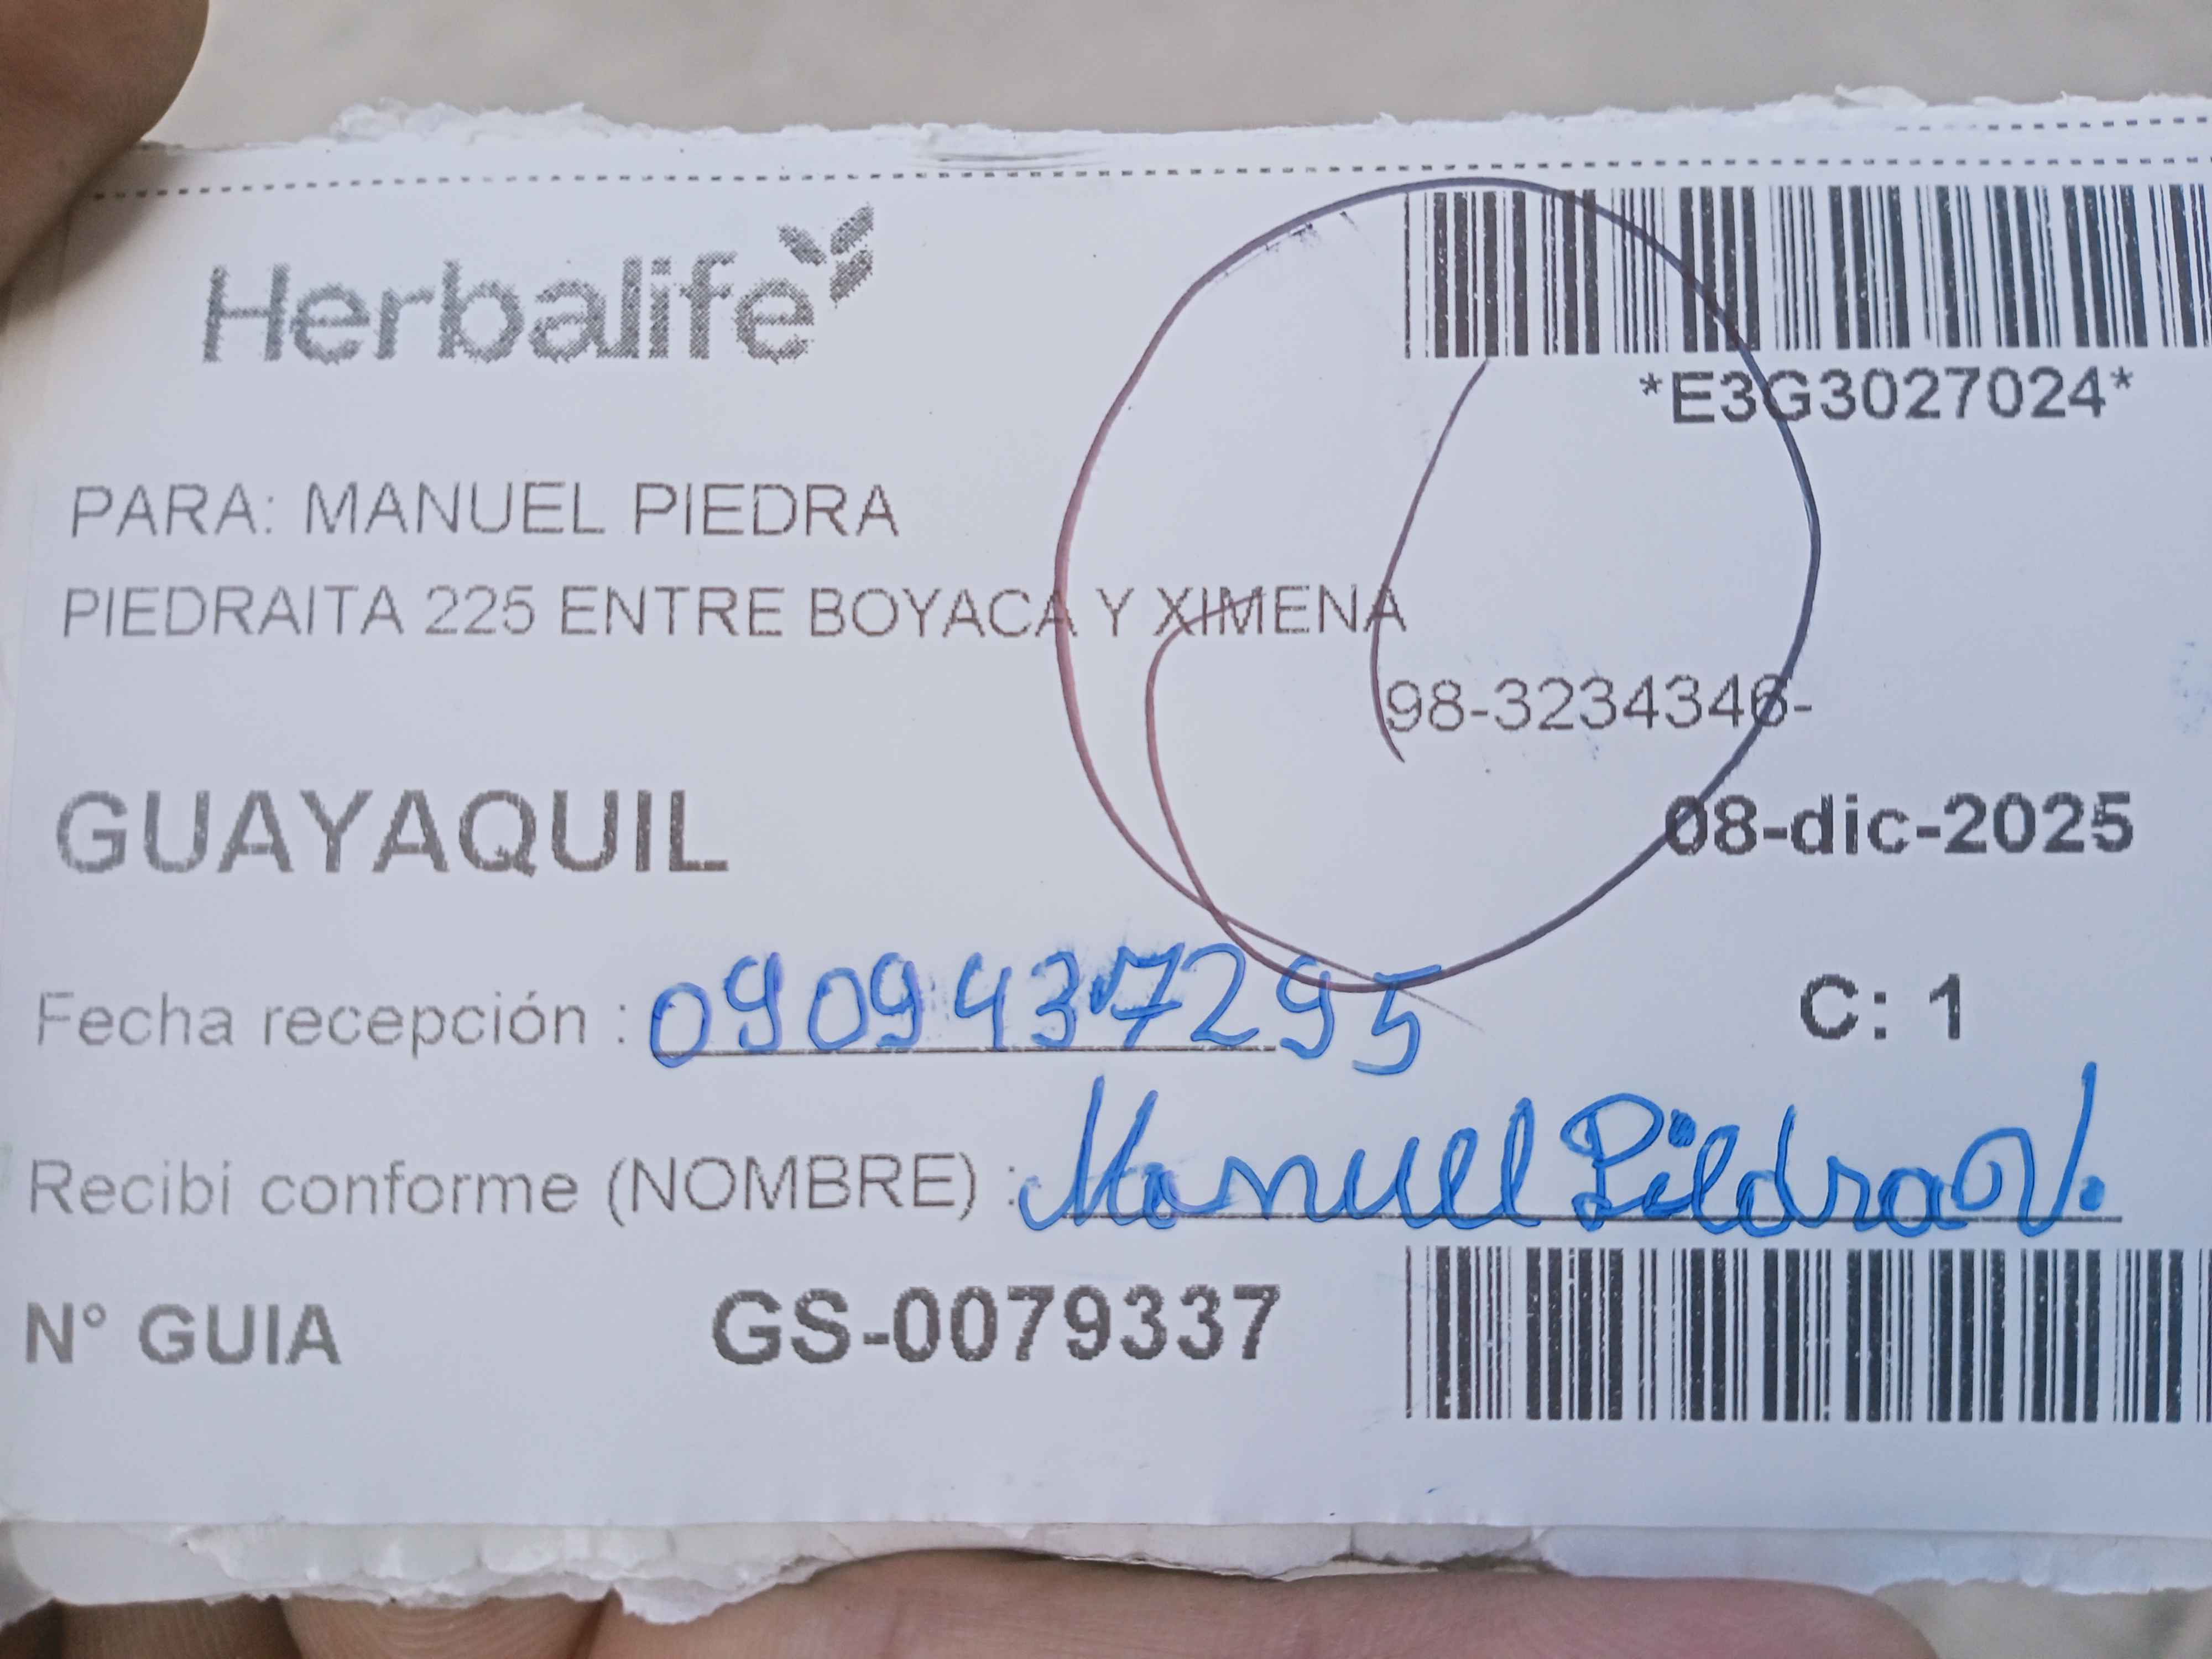 Herbalife
*E3G3027024*
PARA: MANUEL PIEDRA
PIEDRAITA 225 ENTRE BOYACA Y XIMENA
98-3234346-
GUAYAQUIL
08-dic-2025
Fecha recepción : 0909437295
C: 1
Recibi conforme (NOMBRE) : Manuel Piedra V.
N° GUIA GS-0079337